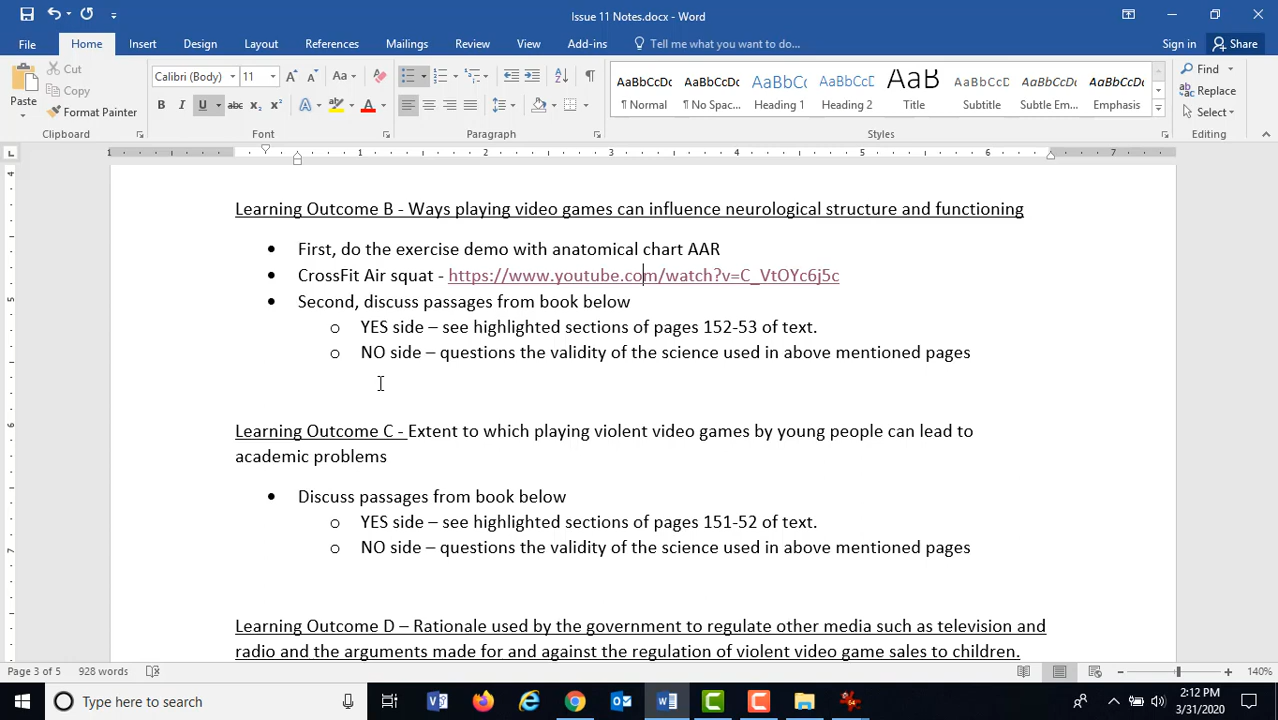 Issue 11 Notes.docx - Word
File Home Insert Design Layout References Mailings Review View Add-ins Tell me what you want to do... Sign in Share
Paste Cut Copy Format Painter
Calibri (Body) 11
AaBbCcDc AaBbCcDc AaBbCc AaBbCcD AaB AaBbCcD AaBbCcDc AaBbCcDc
¶ Normal ¶ No Spac... Heading 1 Heading 2 Title Subtitle Subtle Em... Emphasis
Find Replace Select
Clipboard Font Paragraph Styles Editing
1 1 2 3 4 5 6 7
Learning Outcome B - Ways playing video games can influence neurological structure and functioning
• First, do the exercise demo with anatomical chart AAR
• CrossFit Air squat - https://www.youtube.com/watch?v=C_VtOYc6j5c
• Second, discuss passages from book below
o YES side – see highlighted sections of pages 152-53 of text.
o NO side – questions the validity of the science used in above mentioned pages
Learning Outcome C - Extent to which playing violent video games by young people can lead to
academic problems
• Discuss passages from book below
o YES side – see highlighted sections of pages 151-52 of text.
o NO side – questions the validity of the science used in above mentioned pages
Learning Outcome D – Rationale used by the government to regulate other media such as television and
radio and the arguments made for and against the regulation of violent video game sales to children.
Page 3 of 5 928 words 140%
Type here to search
2:12 PM
3/31/2020